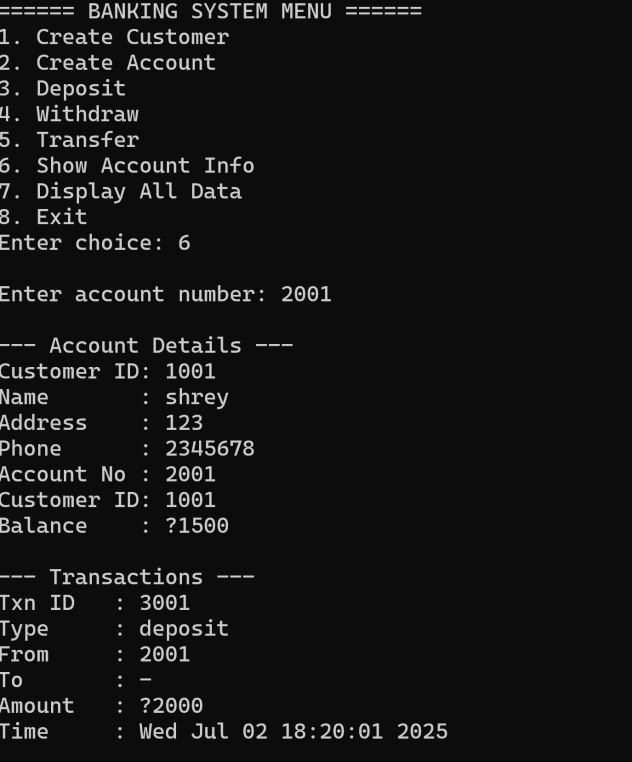 ====== BANKING SYSTEM MENU ======
1. Create Customer
2. Create Account
3. Deposit
4. Withdraw
5. Transfer
6. Show Account Info
7. Display All Data
8. Exit
Enter choice: 6
Enter account number: 2001
--- Account Details ---
Customer ID: 1001
Name       : shrey
Address    : 123
Phone      : 2345678
Account No : 2001
Customer ID: 1001
Balance    : ?1500
--- Transactions ---
Txn ID   : 3001
Type     : deposit
From     : 2001
To       : -
Amount   : ?2000
Time     : Wed Jul 02 18:20:01 2025